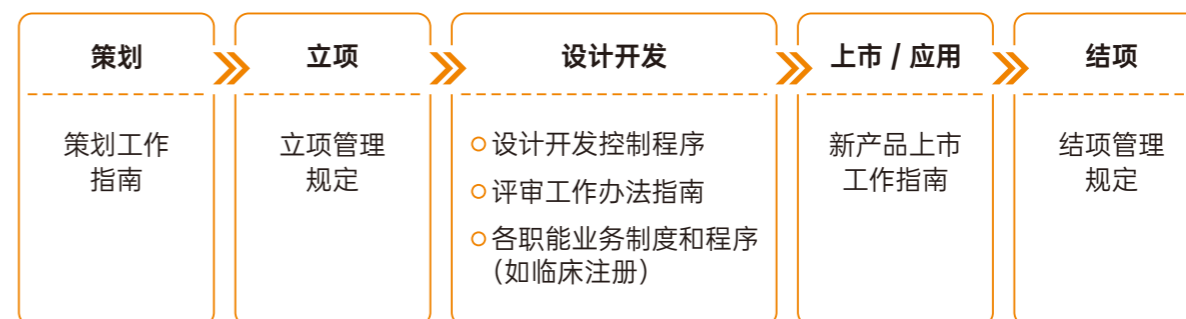 策划
立项
设计开发
上市 / 应用
结项
策划工作
指南
立项管理
规定
设计开发控制程序
评审工作办法指南
各职能业务制度和程序
（如临床注册）
新产品上市
工作指南
结项管理
规定